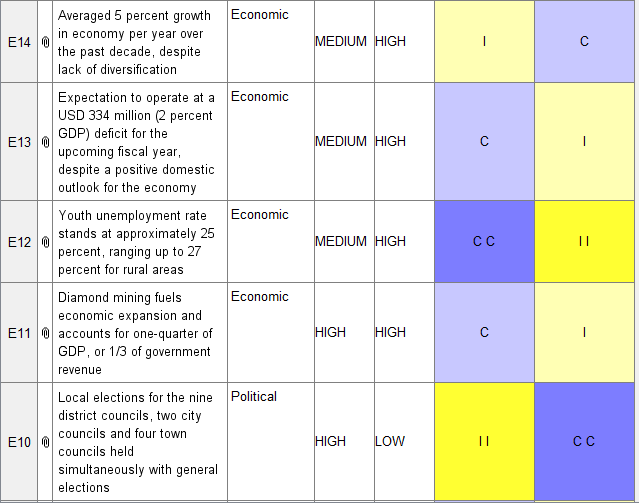 E14
Averaged 5 percent growth
in economy per year over
the past decade, despite
lack of diversification
Economic
MEDIUM
HIGH
I
C
E13
Expectation to operate at a
USD 334 million (2 percent
GDP) deficit for the
upcoming fiscal year,
despite a positive domestic
outlook for the economy
Economic
MEDIUM
HIGH
C
I
E12
Youth unemployment rate
stands at approximately 25
percent, ranging up to 27
percent for rural areas
Economic
MEDIUM
HIGH
C C
I I
E11
Diamond mining fuels
economic expansion and
accounts for one-quarter of
GDP, or 1/3 of government
revenue
Economic
HIGH
HIGH
C
I
E10
Local elections for the nine
district councils, two city
councils and four town
councils held
simultaneously with general
elections
Political
HIGH
LOW
I I
C C